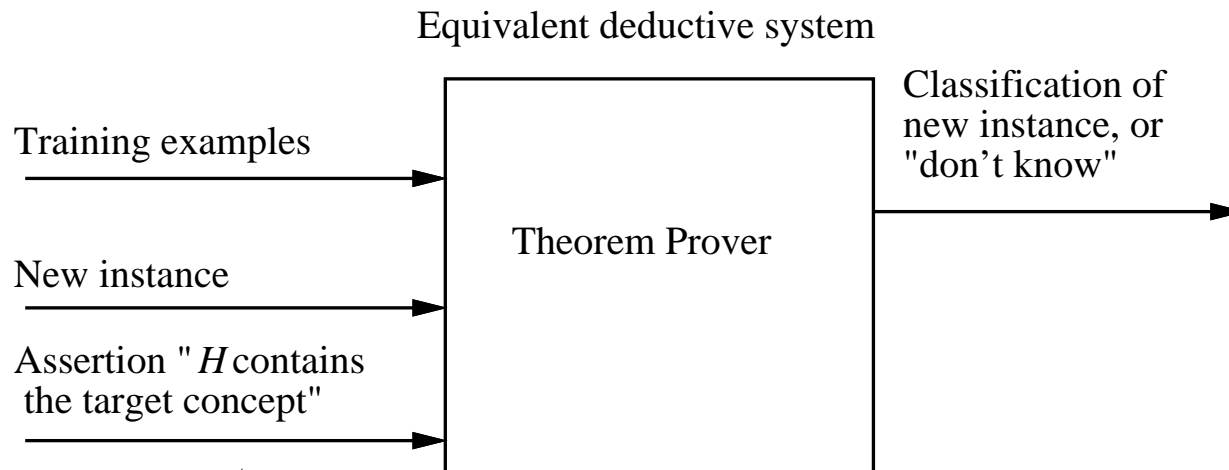 Equivalent deductive system
Training examples
New instance
Assertion " H contains
the target concept"
Theorem Prover
Classification of
new instance, or
"don't know"